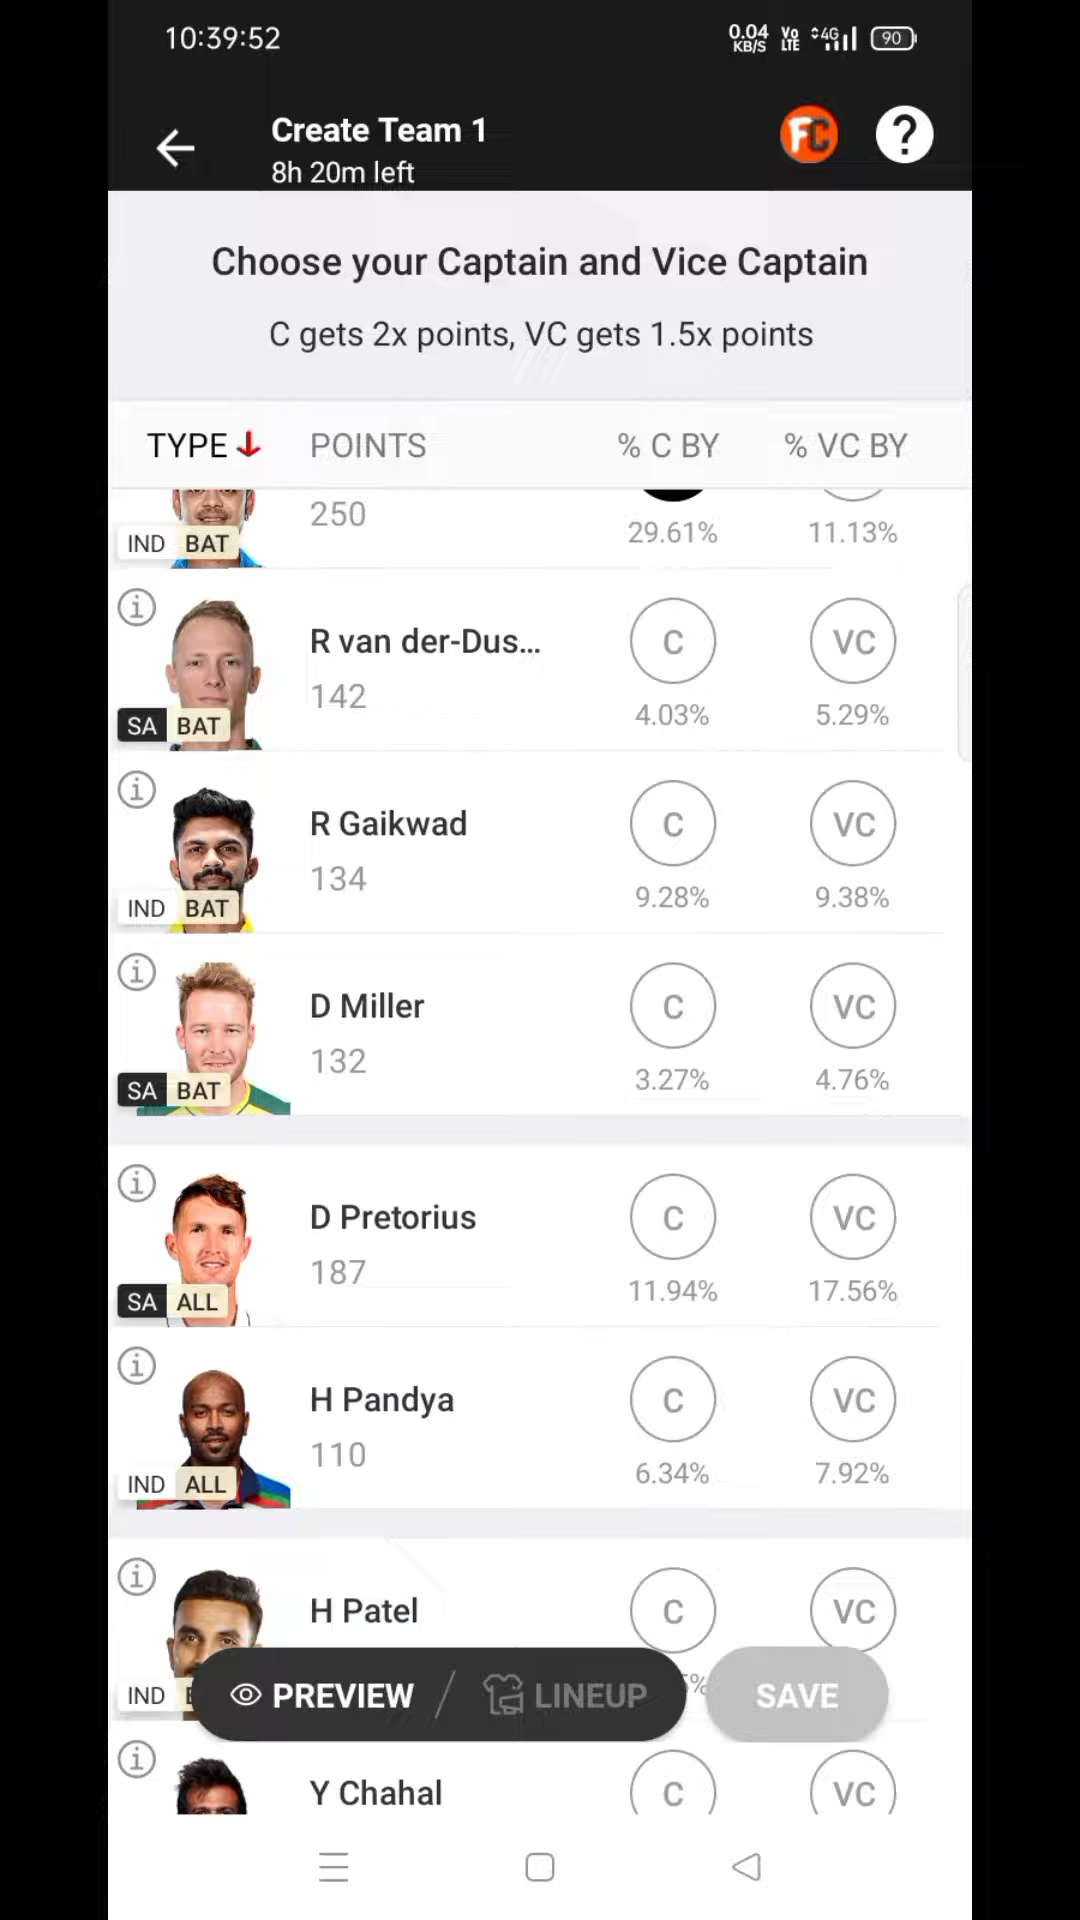 10:39:52
0.04 KB/S Vo LTE 4G 90
Create Team 1
8h 20m left
FC ?
Choose your Captain and Vice Captain
C gets 2x points, VC gets 1.5x points
TYPE POINTS % C BY % VC BY
250
29.61% 11.13%
IND BAT
R van der-Dus...
C VC
142
4.03% 5.29%
SA BAT
R Gaikwad
C VC
134
9.28% 9.38%
IND BAT
D Miller
C VC
132
3.27% 4.76%
SA BAT
D Pretorius
C VC
187
11.94% 17.56%
SA ALL
H Pandya
C VC
110
6.34% 7.92%
IND ALL
H Patel
C VC
IND
PREVIEW / LINEUP
SAVE
Y Chahal
C VC